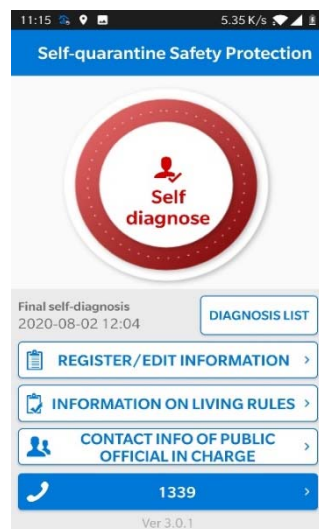 11:15 5.35 K/s
Self-quarantine Safety Protection
Self
diagnose
Final self-diagnosis
2020-08-02 12:04
DIAGNOSIS LIST
REGISTER/EDIT INFORMATION
INFORMATION ON LIVING RULES
CONTACT INFO OF PUBLIC
OFFICIAL IN CHARGE
1339
Ver 3.0.1